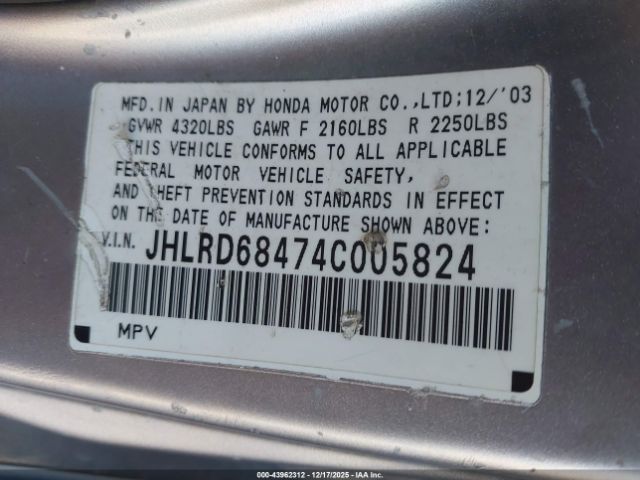 MFD. IN JAPAN BY HONDA MOTOR CO.,LTD; 12/'03
GVWR 4320LBS GAWR F 2160LBS R 2250LBS
THIS VEHICLE CONFORMS TO ALL APPLICABLE
FEDERAL MOTOR VEHICLE SAFETY,
AND THEFT PREVENTION STANDARDS IN EFFECT
ON THE DATE OF MANUFACTURE SHOWN ABOVE:
V.I.N. JHLRD68474C005824
MPV
000-43962312 - 12/17/2025 - IAA, Inc.